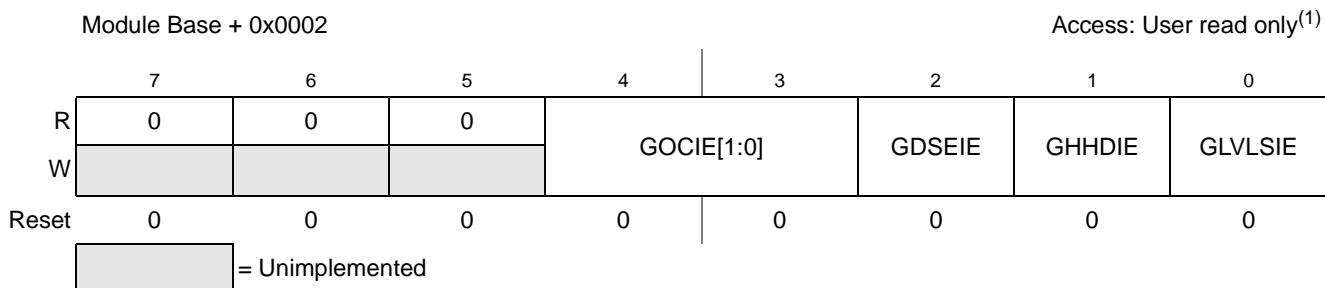 Module Base + 0x0002 Access: User read only(1)
7 6 5 4 3 2 1 0
R 0 0 0 GOCIE[1:0] GDSEIE GHHDIE GLVLSIE
W
Reset 0 0 0 0 0 0 0 0
= Unimplemented